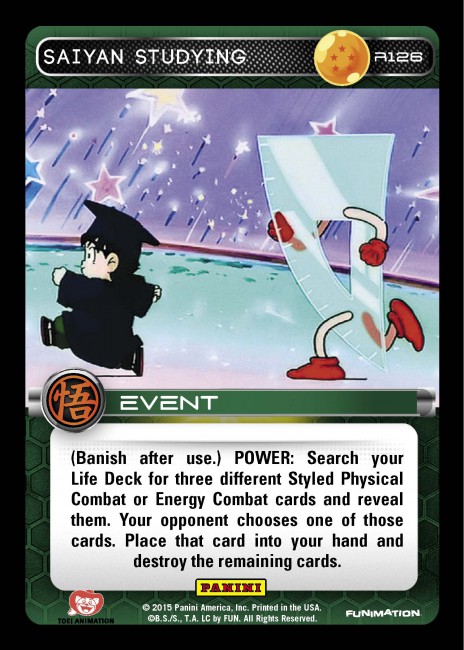 SAIYAN STUDYING
R126
悟
EVENT
(Banish after use.) POWER: Search your
Life Deck for three different Styled Physical
Combat or Energy Combat cards and reveal
them. Your opponent chooses one of those
cards. Place that card into your hand and
destroy the remaining cards.
PANINI
TOEI ANIMATION
© 2015 Panini America, Inc. Printed in the USA.
©B.S./S., T.A. LC by FUN. All Rights Reserved.
FUNIMATION